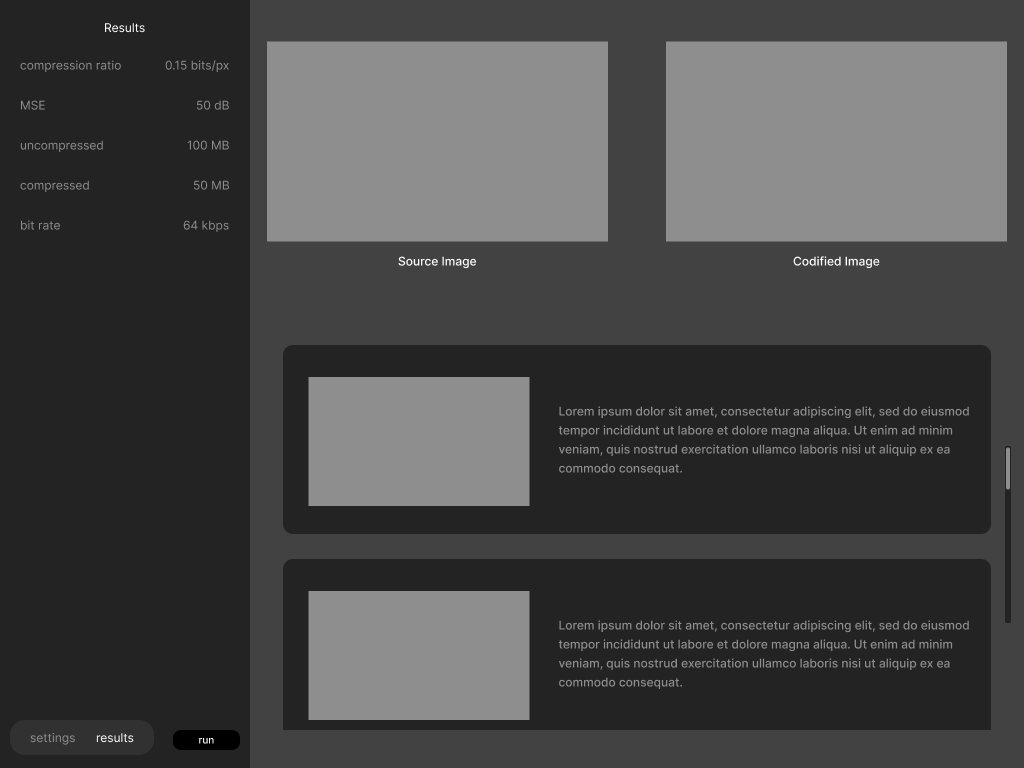 Results
compression ratio 0.15 bits/px
MSE 50 dB
uncompressed 100 MB
compressed 50 MB
bit rate 64 kbps
settings results run
Source Image
Codified Image
Lorem ipsum dolor sit amet, consectetur adipiscing elit, sed do eiusmod
tempor incididunt ut labore et dolore magna aliqua. Ut enim ad minim
veniam, quis nostrud exercitation ullamco laboris nisi ut aliquip ex ea
commodo consequat.
Lorem ipsum dolor sit amet, consectetur adipiscing elit, sed do eiusmod
tempor incididunt ut labore et dolore magna aliqua. Ut enim ad minim
veniam, quis nostrud exercitation ullamco laboris nisi ut aliquip ex ea
commodo consequat.